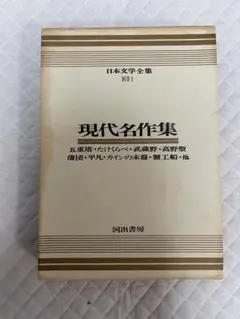 日本文学全集
現代名作集
五重塔・たけくらべ・武蔵野・高野聖
蒲団・平凡・カインの末裔・蟹工船・他
河出書房